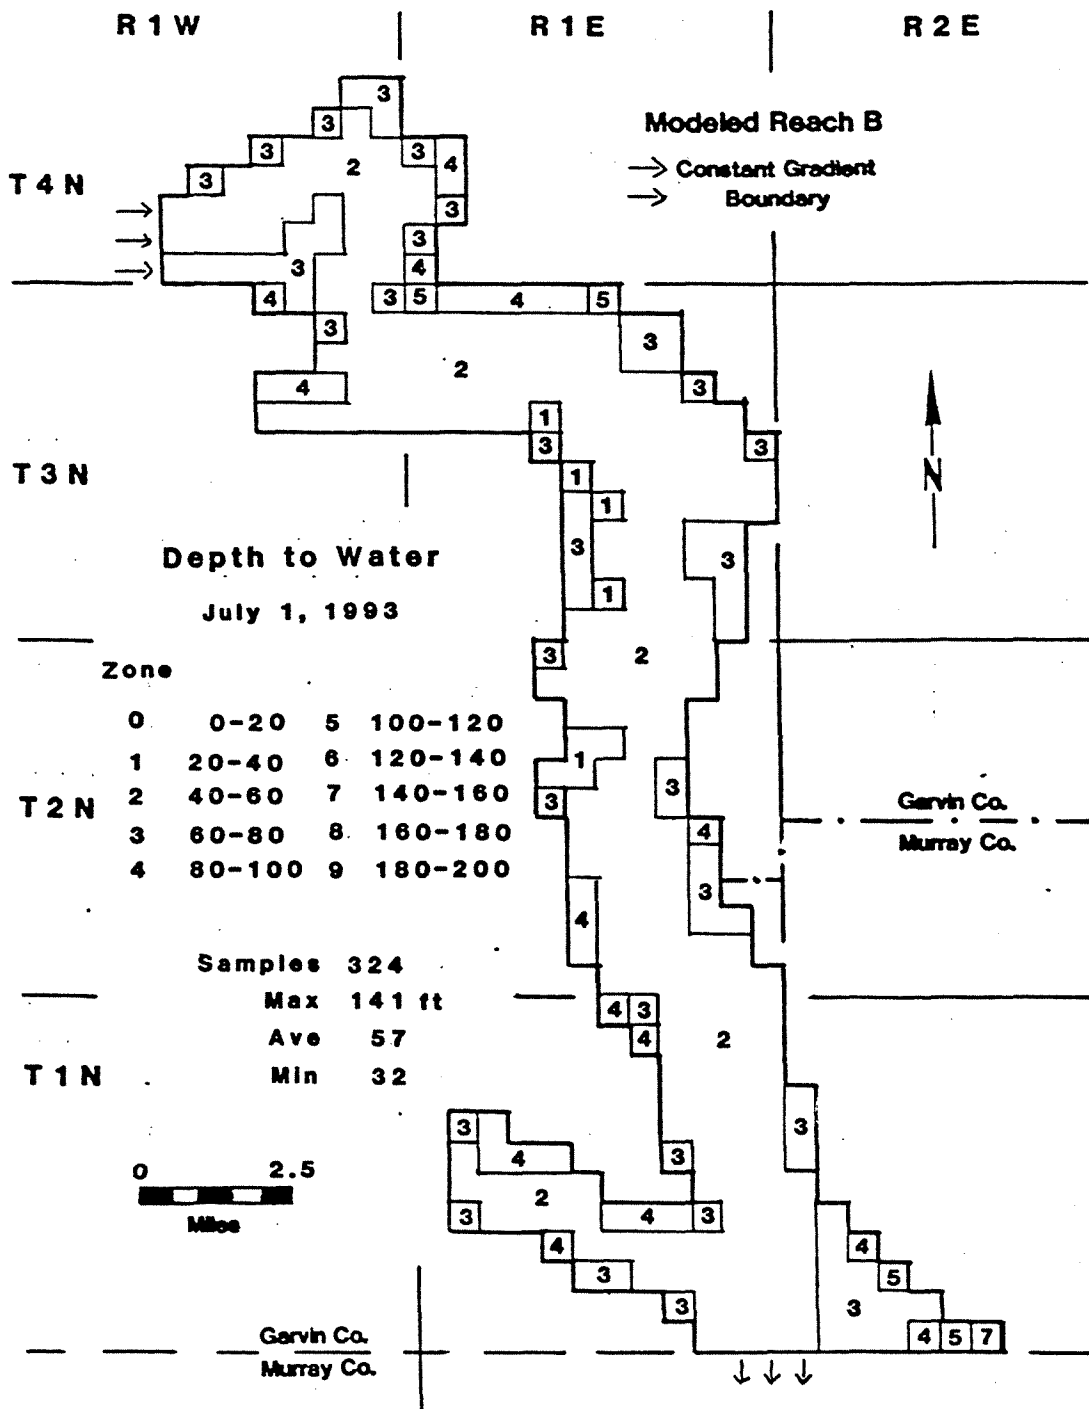 R1W R1E R2E
3
Modeled Reach B
3
3 3
T4N 2 4
3
→ Constant Gradient
→ Boundary
3
3
3 4
4 3 5 4 5
3 3
2
4 3
1
3 3
T3N 1
1
N
3 3
Depth to Water
1
July 1, 1993
3 2
Zone
0 0-20 5 100-120
1 20-40 6 120-140
1
2 40-60 7 140-160
3
T2N 3
Garvin Co.
3 60-80 8 160-180
4
Murray Co.
4 80-100 9 180-200
3
4
Samples 324
Max 141 ft
4 3
Ave 57
4 2
Min 32
T1N
3 3
4 3
0 2.5
2
Miles
3 4 3
4 4
3 5
3 3
Garvin Co.
4 5 7
Murray Co.